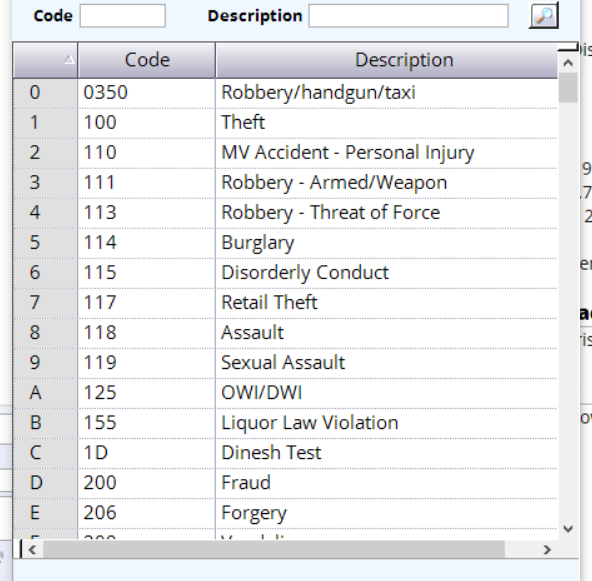 Code Description
Code Description
0 0350 Robbery/handgun/taxi
1 100 Theft
2 110 MV Accident - Personal Injury
3 111 Robbery - Armed/Weapon
4 113 Robbery - Threat of Force
5 114 Burglary
6 115 Disorderly Conduct
7 117 Retail Theft
8 118 Assault
9 119 Sexual Assault
A 125 OWI/DWI
B 155 Liquor Law Violation
C 1D Dinesh Test
D 200 Fraud
E 206 Forgery